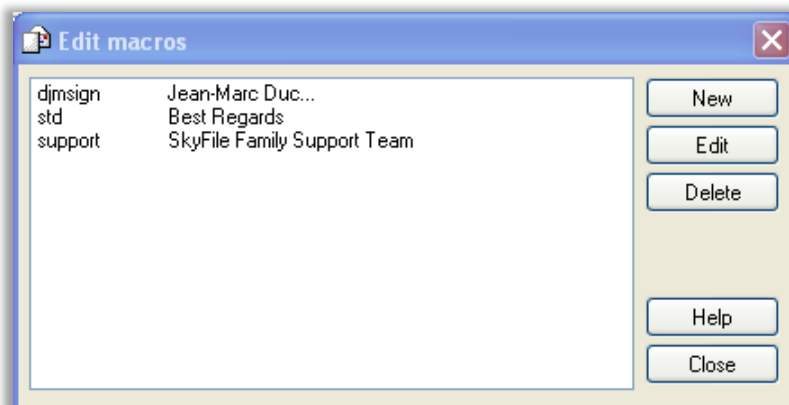 Edit macros
djmsign Jean-Marc Duc...
std Best Regards
support SkyFile Family Support Team
New
Edit
Delete
Help
Close